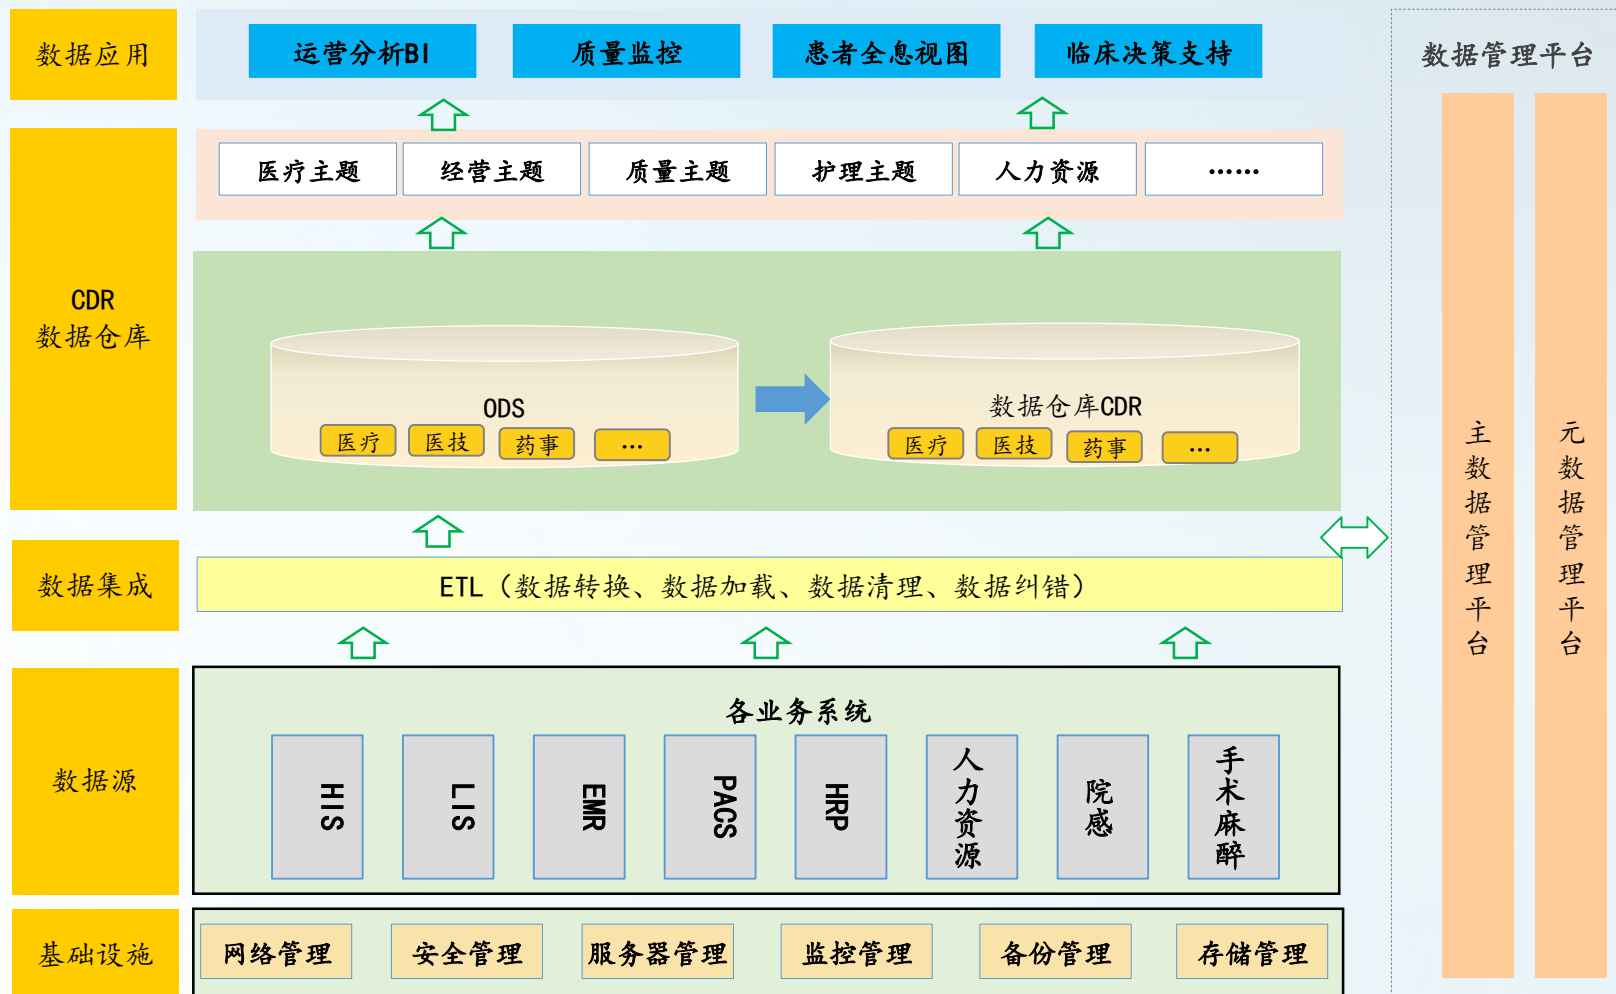 数据应用
运营分析BI
质量监控
患者全息视图
临床决策支持
数据管理平台
CDR
数据仓库
医疗主题
经营主题
质量主题
护理主题
人力资源
……
ODS
医疗
医技
药事
…
数据仓库CDR
医疗
医技
药事
…
主数据管理平台
元数据管理平台
数据集成
ETL（数据转换、数据加载、数据清理、数据纠错）
数据源
各业务系统
HIS
LIS
EMR
PACS
HRP
人力资源
院感
手术麻醉
基础设施
网络管理
安全管理
服务器管理
监控管理
备份管理
存储管理